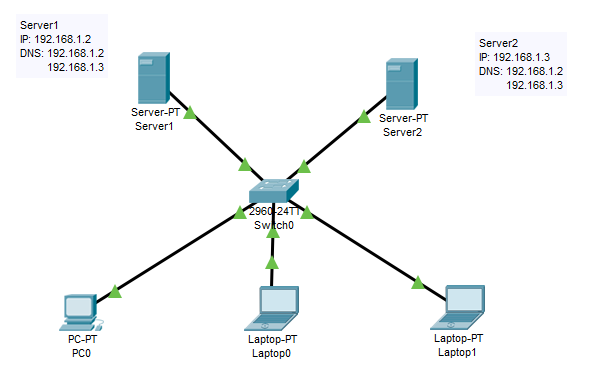 Server1
IP: 192.168.1.2
DNS: 192.168.1.2
192.168.1.3
Server2
IP: 192.168.1.3
DNS: 192.168.1.2
192.168.1.3
Server-PT
Server1
Server-PT
Server2
2960-24TT
Switch0
PC-PT
PC0
Laptop-PT
Laptop0
Laptop-PT
Laptop1